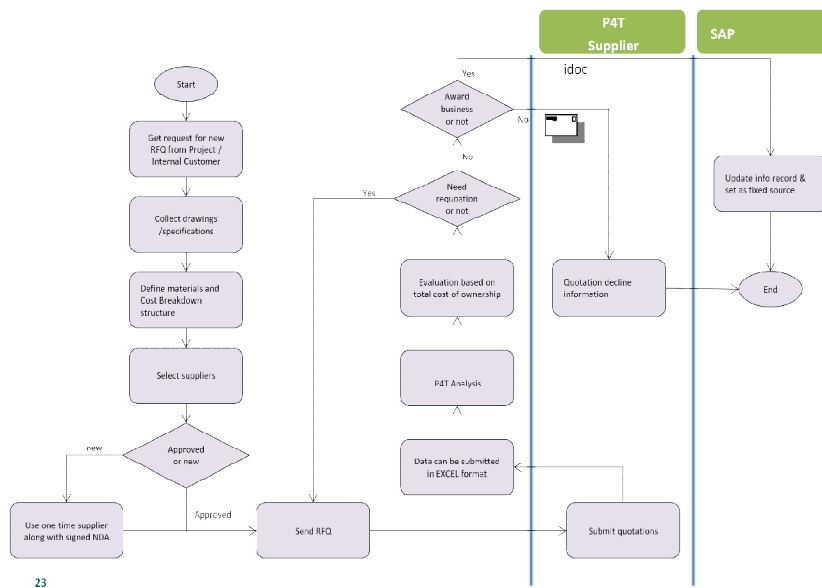 P4T
Supplier
SAP
idoc
Yes
Start
Award
business
or not
No
Get request for new
RFQ from Project /
Internal Customer
No
Update info record &
set as fixed source
Yes
Need
requoation
or not
Collect drawings
/specifications
Define materials and
Cost Breakdown
structure
Evaluation based on
total cost of ownership
Quotation decline
information
End
Select suppliers
P4T Analysis
new
Approved
or new
Data can be submitted
in EXCEL format
Approved
Use one time supplier
along with signed NDA
Send RFQ
Submit quotations
23